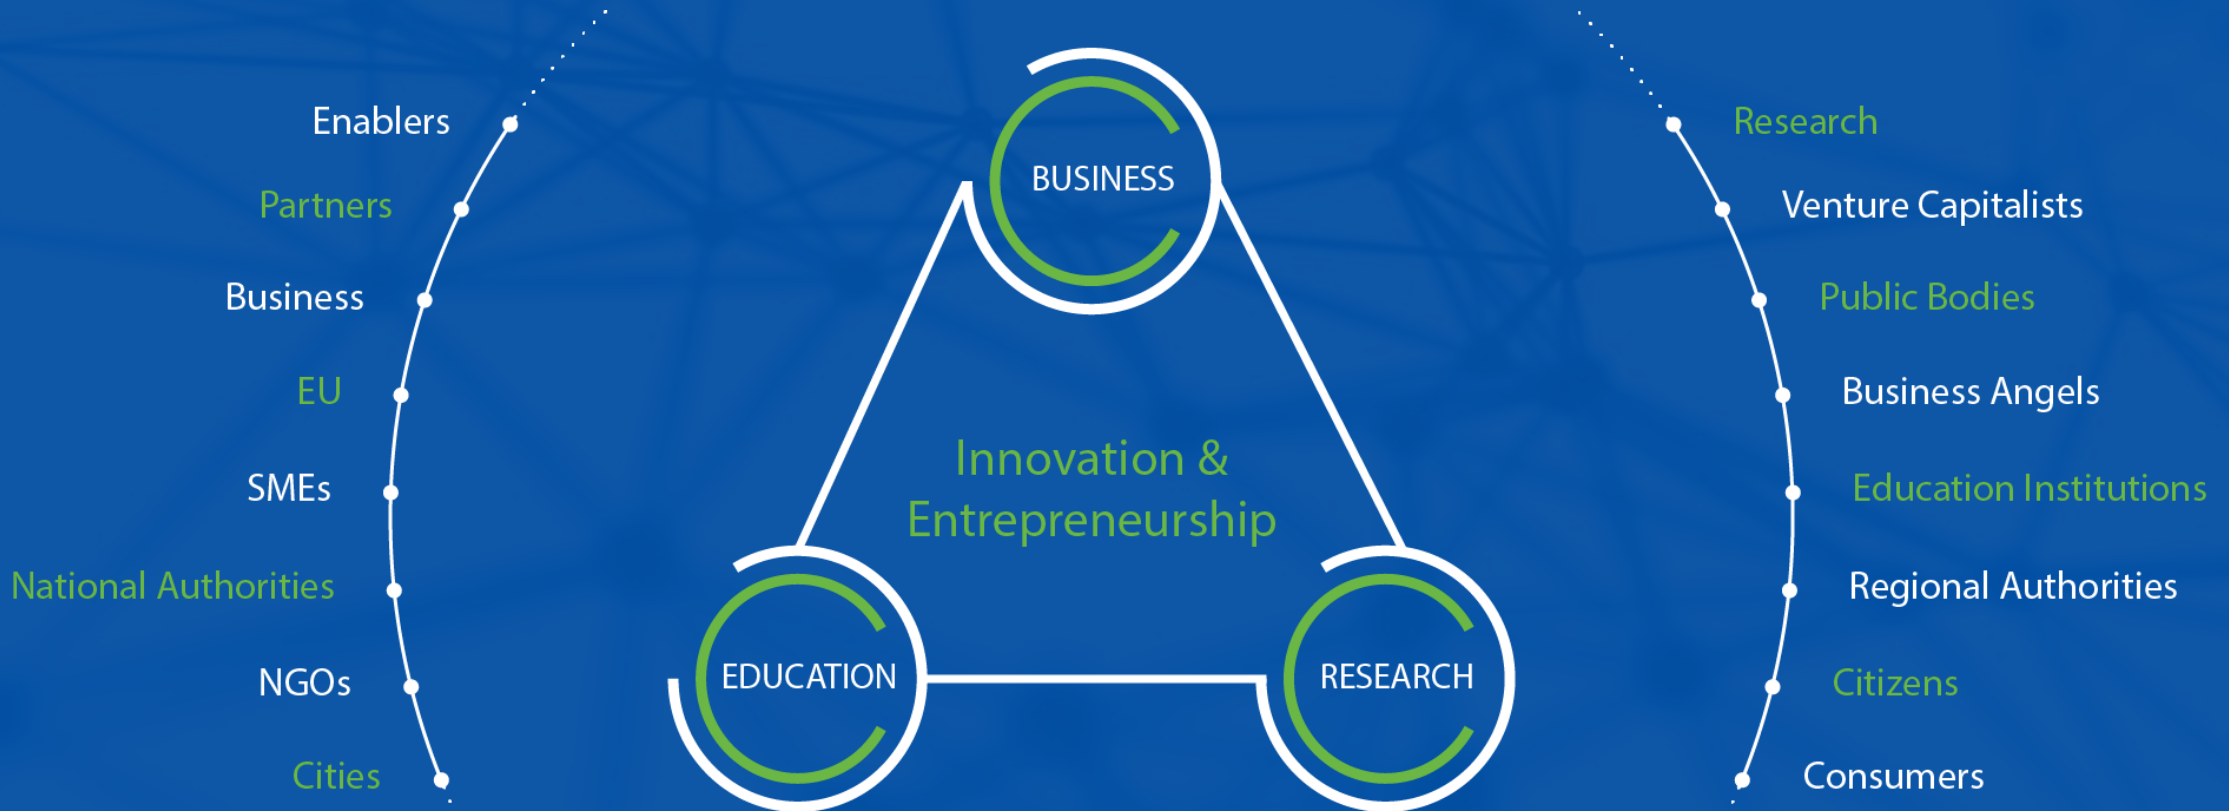 Enablers
Partners
Business
EU
SMEs
National Authorities
NGOs
Cities
BUSINESS
Innovation &
Entrepreneurship
EDUCATION
RESEARCH
Research
Venture Capitalists
Public Bodies
Business Angels
Education Institutions
Regional Authorities
Citizens
Consumers